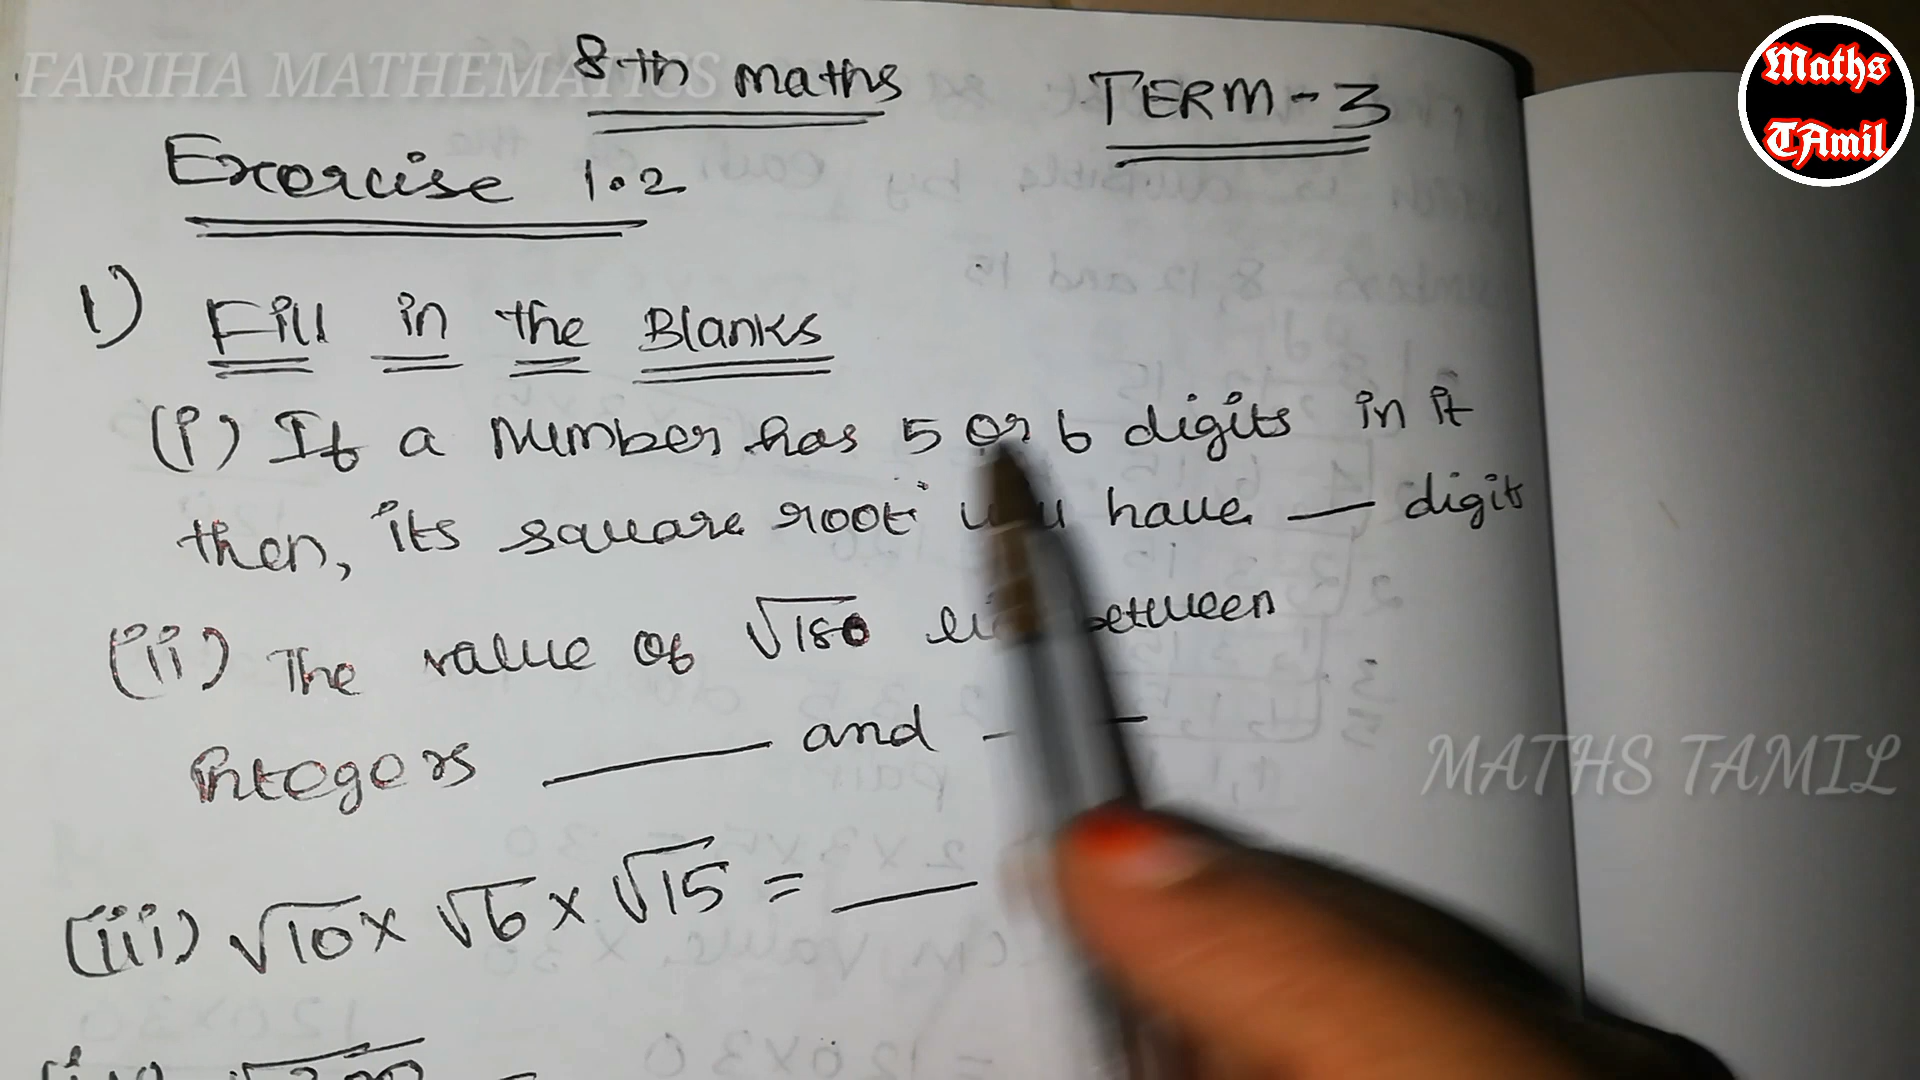 FARIHA MATHEMATICS
8th maths
TERM-3
Maths
TAmil
Exercise 1.2
1) Fill in the Blanks
(i) If a number has 5 or 6 digits in it
then, its square root will have — digit
(ii) The value of √180 between
integers — and —
MATHS TAMIL
(iii) √10 × √6 × √15 = —